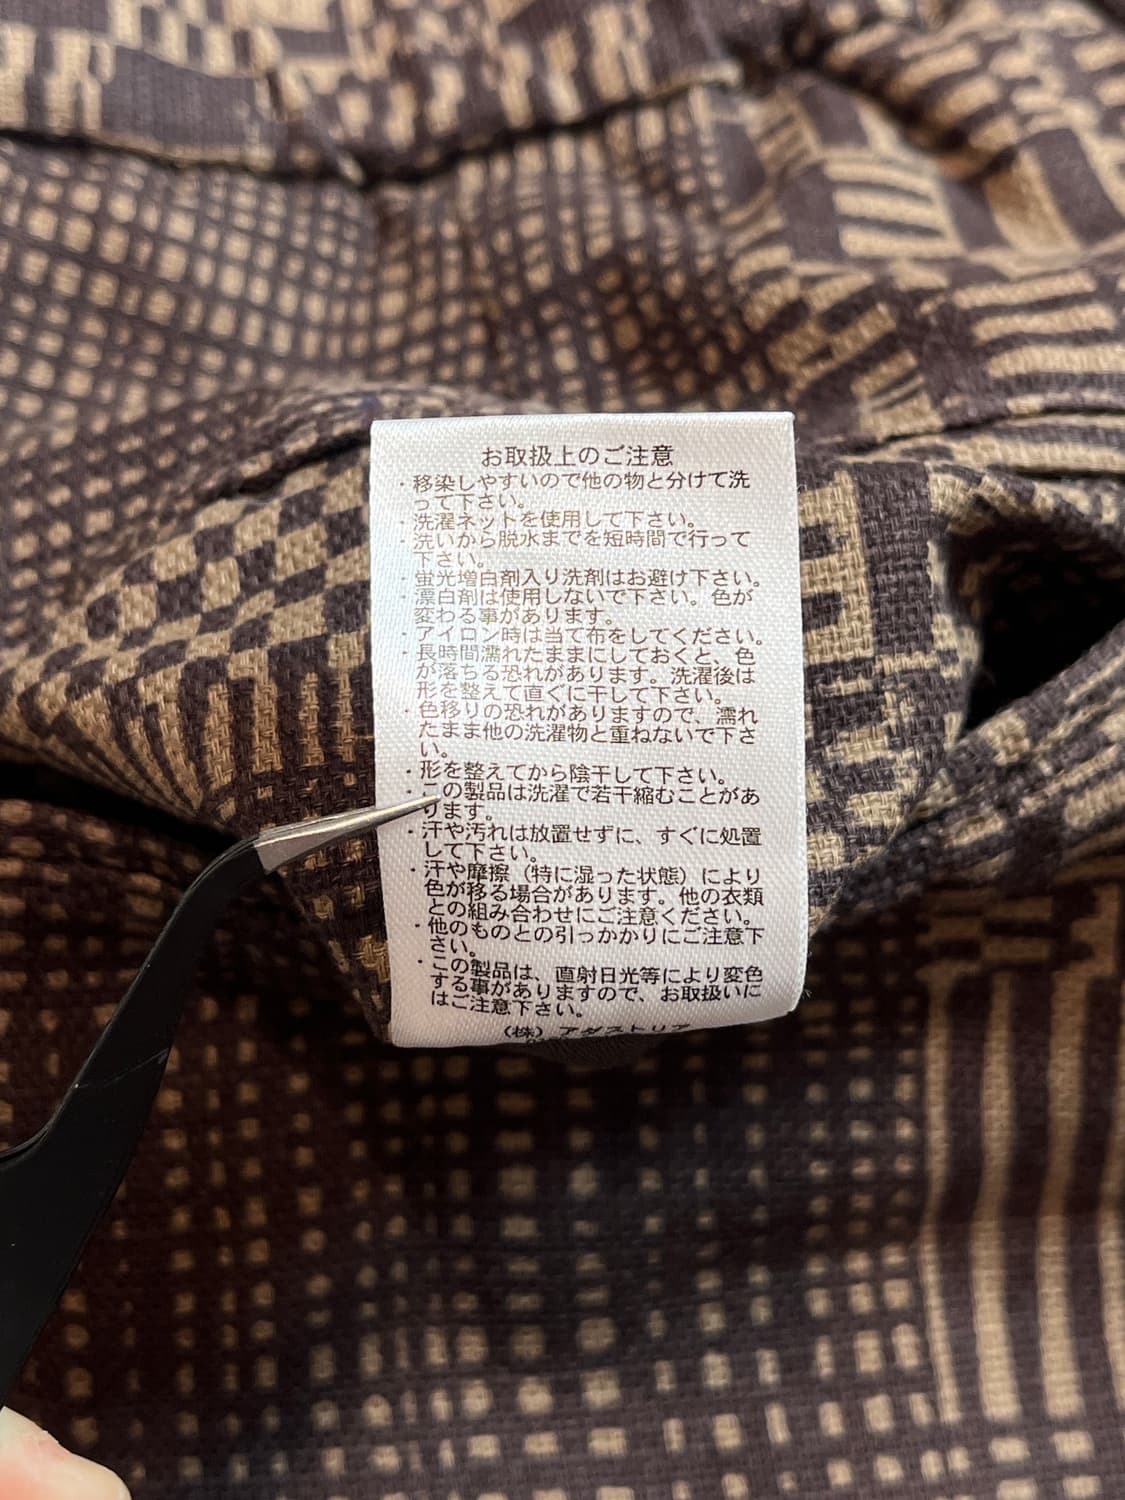 お取扱上のご注意
・移染しやすいので他の物と分けて洗
って下さい。
・洗濯ネットを使用して下さい。
・洗いから脱水までを短時間で行って
下さい。
・蛍光増白剤入り洗剤はお避け下さい。
・漂白剤は使用しないで下さい。色が
変わる事があります。
・アイロン時は当て布をしてください。
・長時間濡れたままにしておくと、色
が落ちる恐れがあります。洗濯後は
形を整えて直ぐに干して下さい。
・色移りの恐れがありますので、濡れ
たまま他の洗濯物と重ねないで下さ
い。
・形を整えてから陰干して下さい。
・この製品は洗濯で若干縮むことがあ
ります。
・汗や汚れは放置せずに、すぐに処置
して下さい。
・汗や摩擦（特に湿った状態）により
色が移る場合があります。他の衣類
との組み合わせにご注意ください。
・他のものとの引っかかりにご注意下
さい。
・この製品は、直射日光等により変色
する事がありますので、お取扱いに
はご注意下さい。
（株）アダストリア